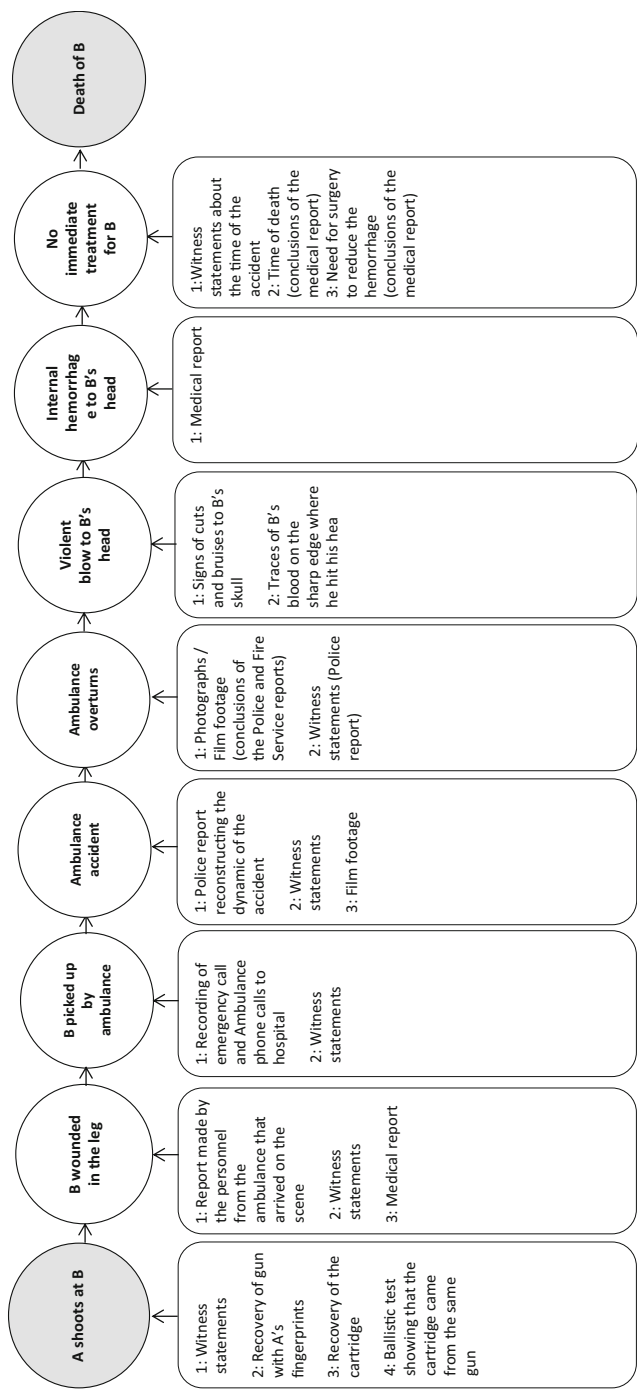 A shoots at B
1: Witness
statements
2: Recovery of gun
with A's
fingerprints
3: Recovery of the
cartridge
4: Ballistic test
showing that the
cartridge came
from the same
gun
B wounded
in the leg
1: Report made by
the personnel
from the
ambulance that
arrived on the
scene
2: Witness
statements
3: Medical report
B picked up
by
ambulance
1: Recording of
emergency call
and Ambulance
phone calls to
hospital
2: Witness
statements
Ambulance
accident
1: Police report
reconstructing the
dynamic of the
accident
2: Witness
statements
3: Film footage
Ambulance
overturns
1: Photographs /
Film footage
(conclusions of
the Police and Fire
Service reports)
2: Witness
statements (Police
report)
Violent
blow to B's
head
1: Signs of cuts
and bruises to B's
skull
2: Traces of B's
blood on the
sharp edge where
he hit his hea
Internal
hemorrhag
e to B's
head
1: Medical report
No
immediate
treatment
for B
1:Witness
statements about
the time of the
accident
2: Time of death
(conclusions of the
medical report)
3: Need for surgery
to reduce the
hemorrhage
(conclusions of the
medical report)
Death of B